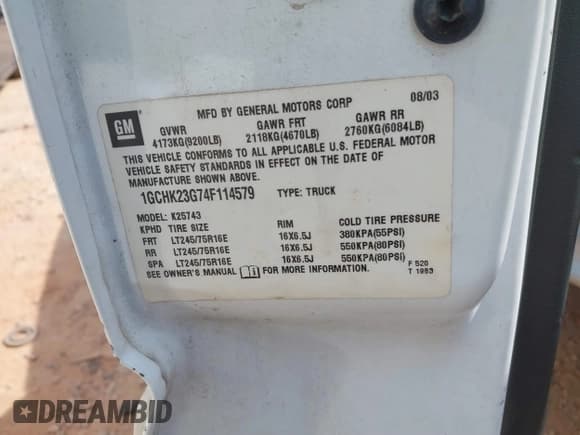 MFD BY GENERAL MOTORS CORP 08/03
GM
GVWR GAWR FRT GAWR RR
4173KG(9200LB) 2118KG(4670LB) 2760KG(6084LB)
THIS VEHICLE CONFORMS TO ALL APPLICABLE U.S. FEDERAL MOTOR
VEHICLE SAFETY STANDARDS IN EFFECT ON THE DATE OF
MANUFACTURE SHOWN ABOVE.
1GCHK23G74F114579 TYPE: TRUCK
MODEL: K25743
KPHD TIRE SIZE RIM COLD TIRE PRESSURE
FRT LT245/75R16E 16X6.5J 380KPA(55PSI)
RR LT245/75R16E 16X6.5J 550KPA(80PSI)
SPA LT245/75R16E 16X6.5J 550KPA(80PSI)
SEE OWNER'S MANUAL FOR MORE INFORMATION.
F 520
T 1983
DREAMBID